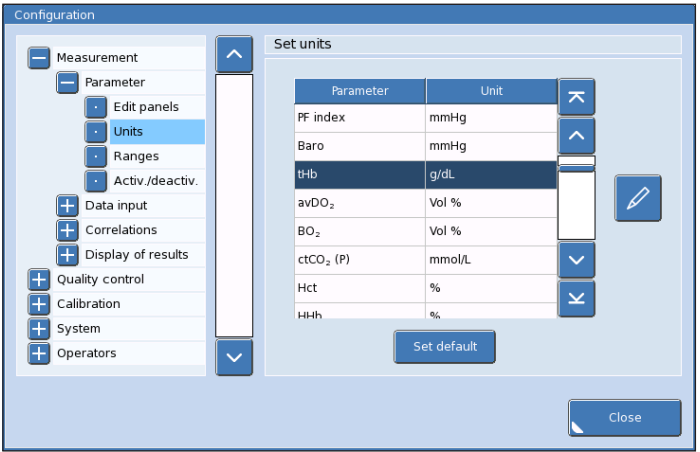 Configuration
Measurement
Parameter
Edit panels
Units
Ranges
Activ./deactiv.
Data input
Correlations
Display of results
Quality control
Calibration
System
Operators
Set units
Parameter Unit
PF index mmHg
Baro mmHg
tHb g/dL
avDO₂ Vol %
BO₂ Vol %
ctCO₂ (P) mmol/L
Hct %
HHb %
Set default
Close